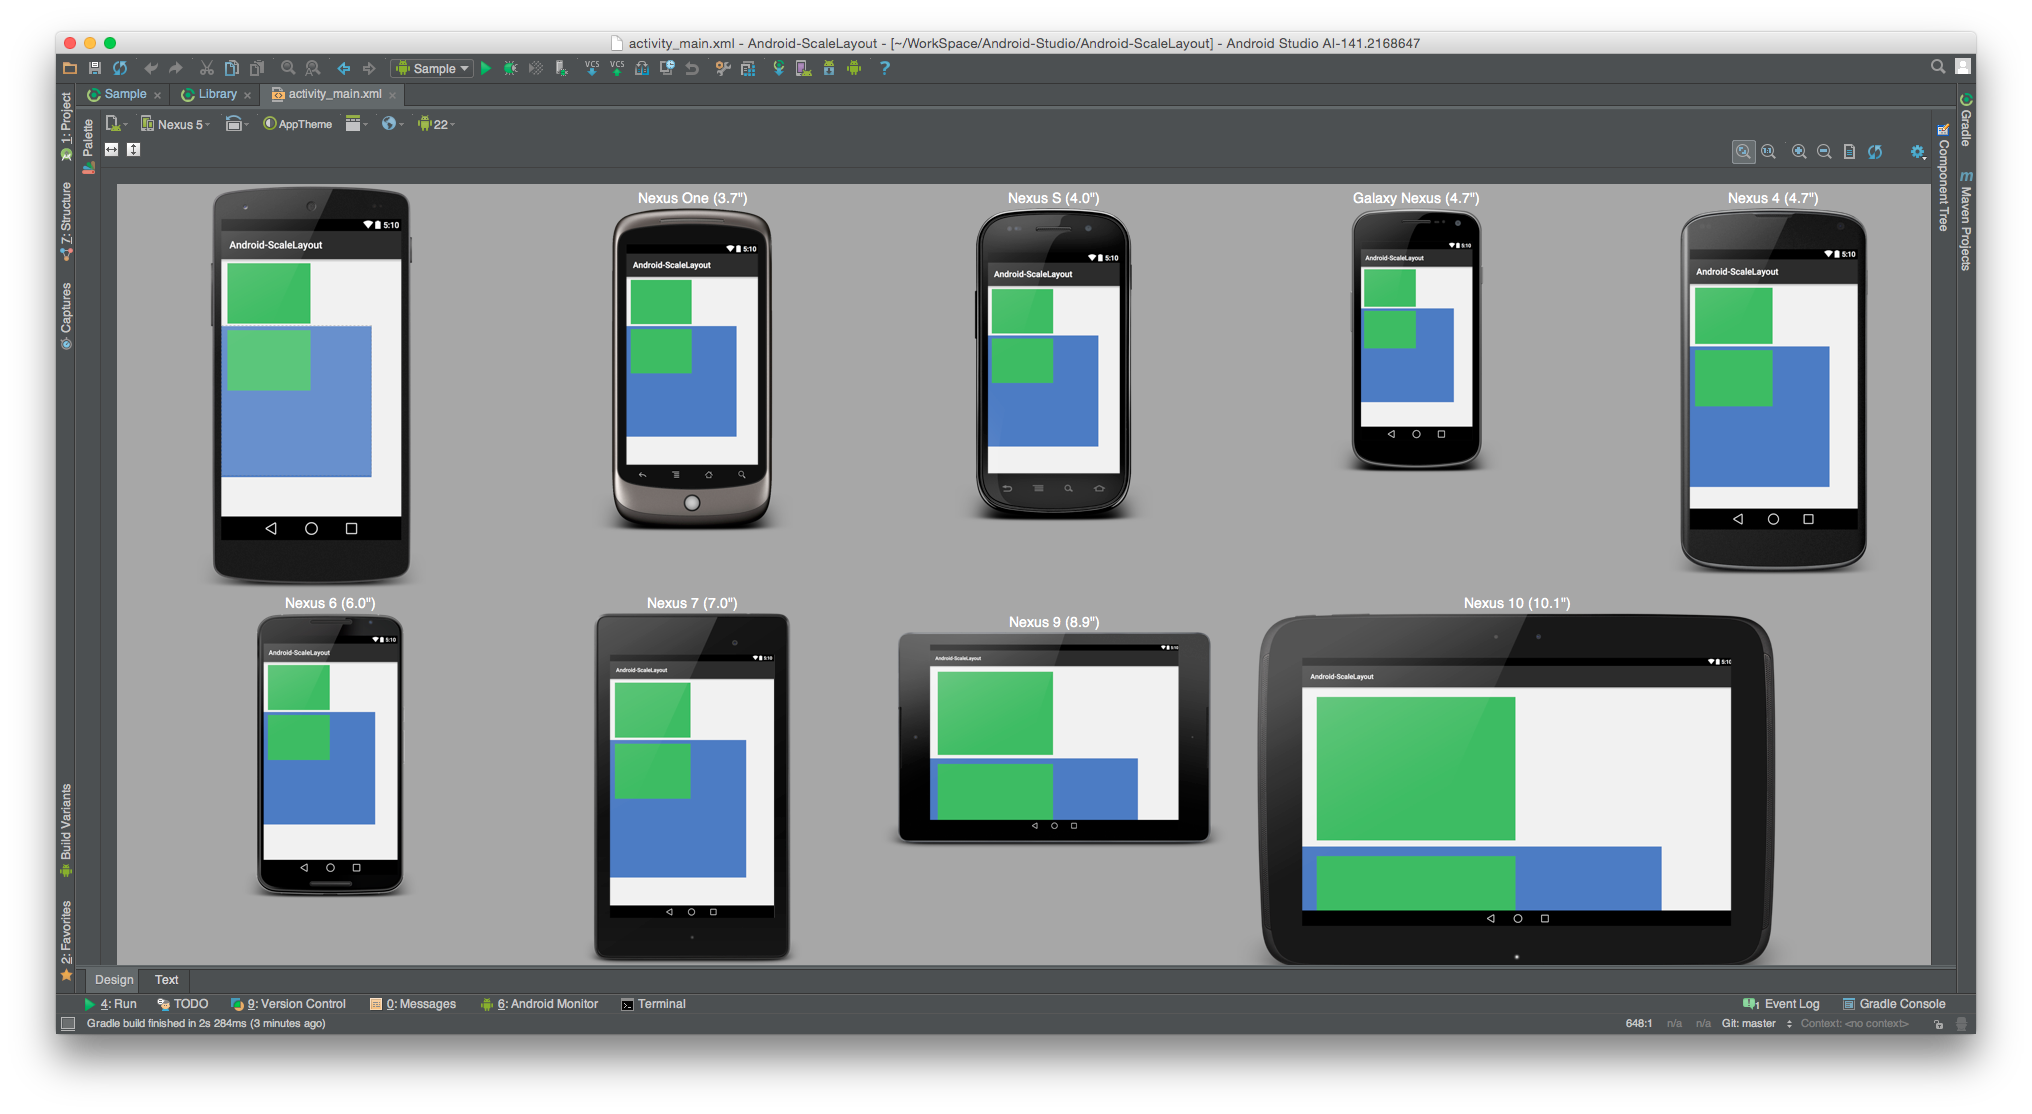 activity_main.xml - Android-ScaleLayout - [~/WorkSpace/Android-Studio/Android-ScaleLayout] - Android Studio AI-141.2168647
Sample
VCS VCS
?
Sample
Library
activity_main.xml
Nexus 5
AppTheme
22
1:1
1: Project
7: Structure
Captures
Build Variants
2: Favorites
Palette
Gradle
Maven Projects
Component Tree
5:10
Android-ScaleLayout
Nexus One (3.7")
5:10
Android-ScaleLayout
Nexus S (4.0")
5:10
Android-ScaleLayout
Galaxy Nexus (4.7")
5:10
Android-ScaleLayout
Nexus 4 (4.7")
5:10
Android-ScaleLayout
Nexus 6 (6.0")
5:10
Android-ScaleLayout
Nexus 7 (7.0")
5:10
Android-ScaleLayout
Nexus 9 (8.9")
5:10
Android-ScaleLayout
Nexus 10 (10.1")
5:10
Android-ScaleLayout
Design
Text
4: Run
TODO
9: Version Control
0: Messages
6: Android Monitor
Terminal
1 Event Log
Gradle Console
Gradle build finished in 2s 284ms (3 minutes ago)
648:1 n/a n/a Git: master Context: <no context>